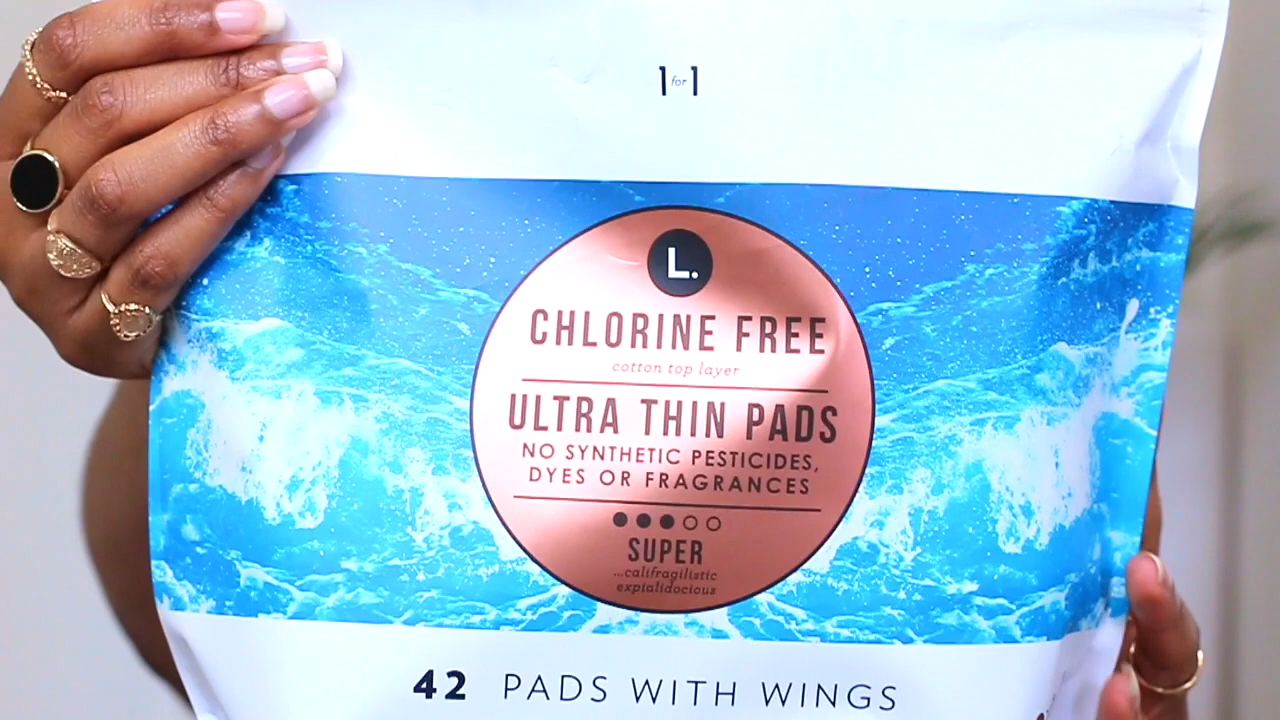 1 for 1
L.
CHLORINE FREE
cotton top layer
ULTRA THIN PADS
NO SYNTHETIC PESTICIDES,
DYES OR FRAGRANCES
SUPER
...califragilistic
expialidocious
42 PADS WITH WINGS